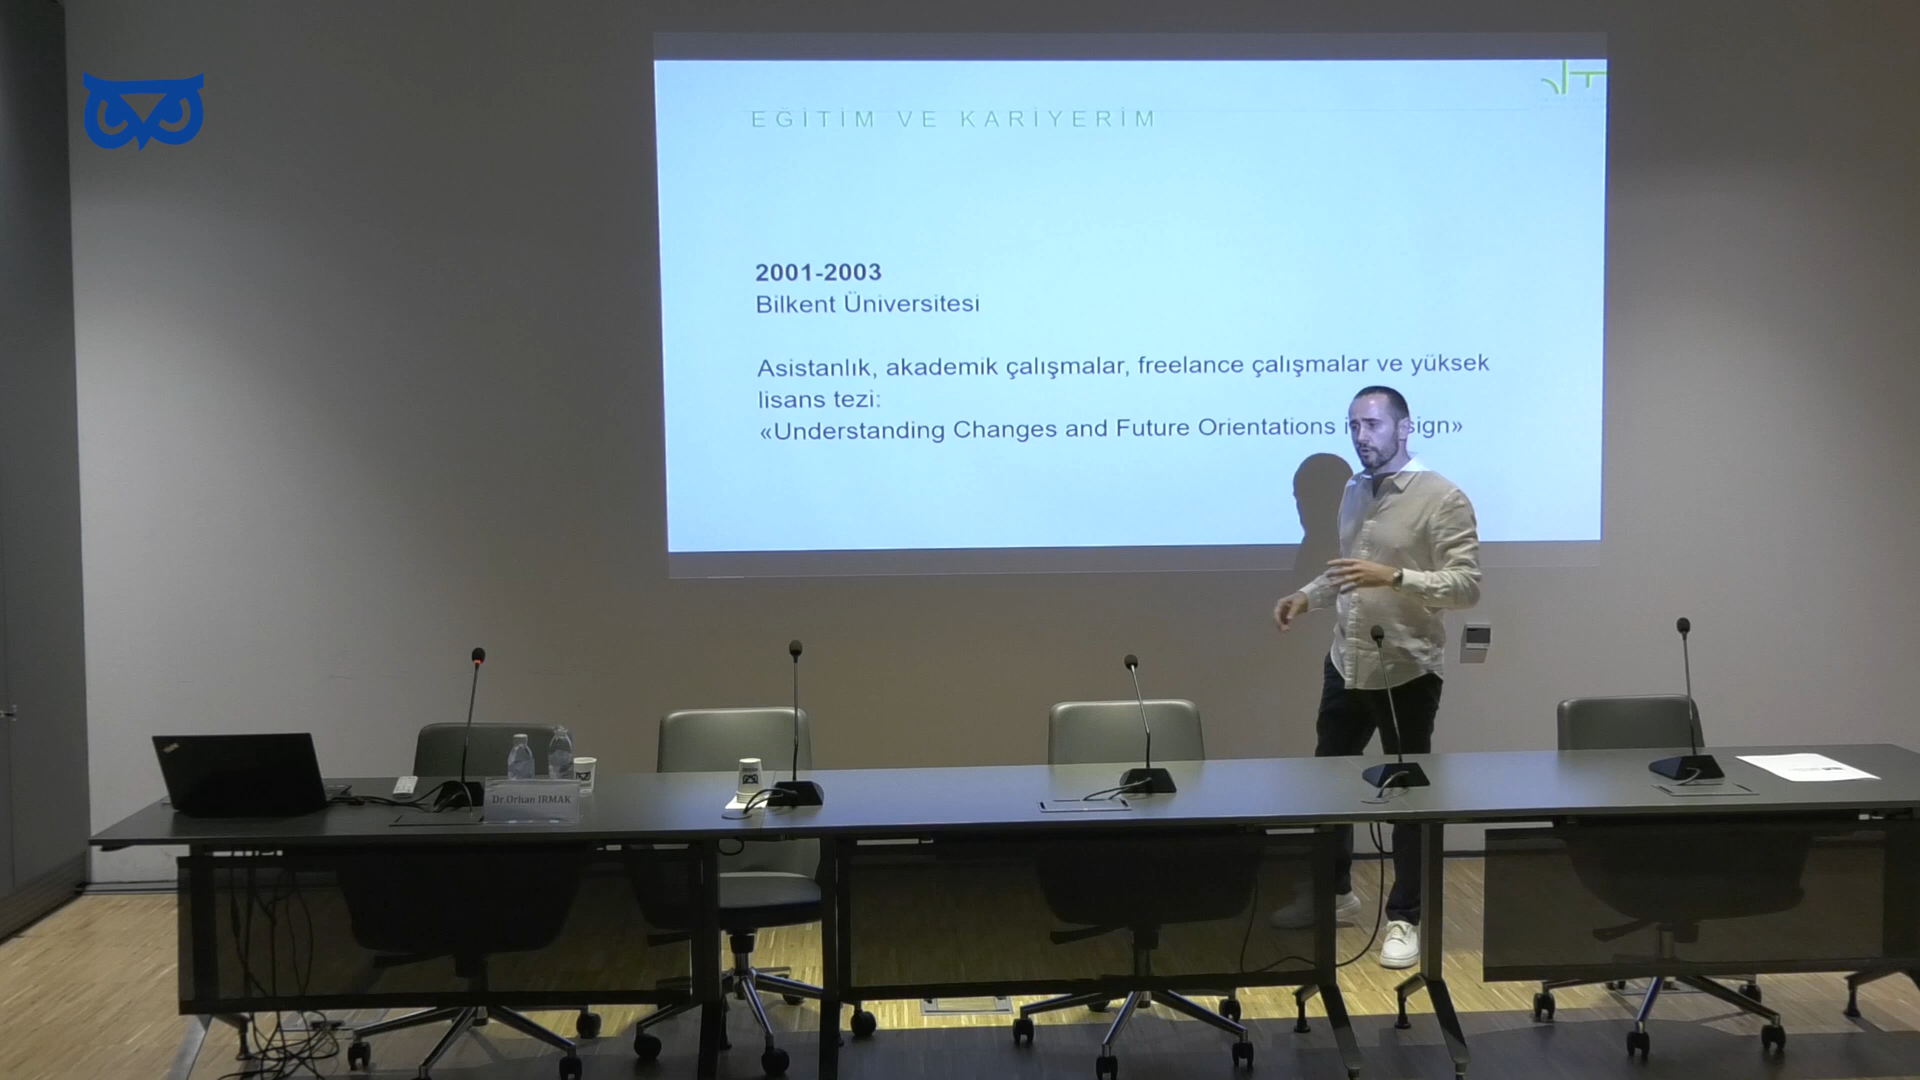 EĞİTİM VE KARİYERİM
2001-2003
Bilkent Üniversitesi
Asistanlık, akademik çalışmalar, freelance çalışmalar ve yüksek
lisans tezi:
«Understanding Changes and Future Orientations
Dr.Orhan IRMAK